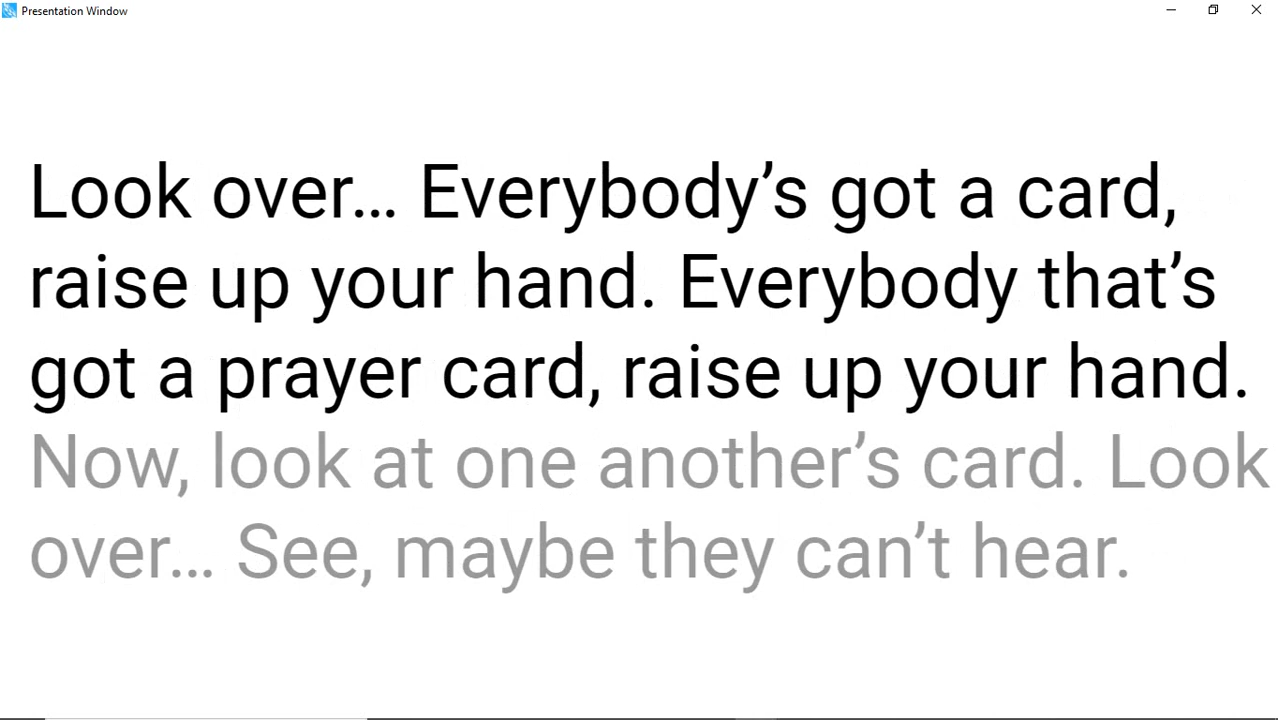 Presentation Window
Look over… Everybody’s got a card,
raise up your hand. Everybody that’s
got a prayer card, raise up your hand.
Now, look at one another’s card. Look
over… See, maybe they can’t hear.